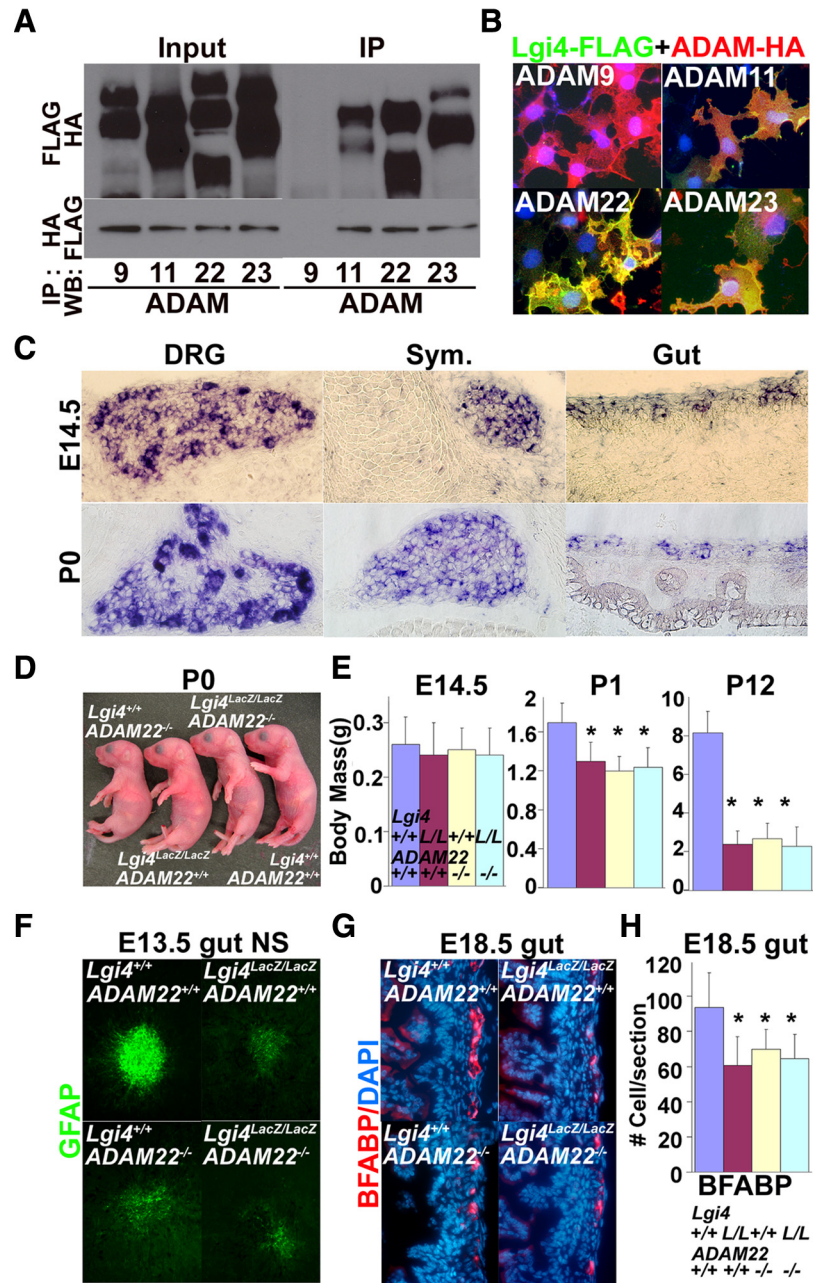 A
Input IP
FLAG
HA
HA
FLAG
IP :
WB:
9 11 22 23 9 11 22 23
ADAM ADAM
B
Lgi4-FLAG+ADAM-HA
ADAM9 ADAM11
ADAM22 ADAM23
C
DRG Sym. Gut
E14.5
P0
D
P0
Lgi4+/+ Lgi4LacZ/LacZ
ADAM22-/- ADAM22-/-
Lgi4LacZ/LacZ Lgi4+/+
ADAM22+/+ ADAM22+/+
E
E14.5 P1 P12
Body Mass(g)
0.3
0.2
0.1
0
Lgi4
+/+ L/L +/+ L/L
ADAM22
+/+ +/+ -/- -/-
2
1.6
1.2
0.8
0.4
0
* * *
10
8
6
4
2
0
* * *
F
E13.5 gut NS
GFAP
Lgi4+/+ Lgi4LacZ/LacZ
ADAM22+/+ ADAM22+/+
Lgi4+/+ Lgi4LacZ/LacZ
ADAM22-/- ADAM22-/-
G
E18.5 gut
BFABP/DAPI
Lgi4+/+ Lgi4LacZ/LacZ
ADAM22+/+ ADAM22+/+
Lgi4+/+ Lgi4LacZ/LacZ
ADAM22-/- ADAM22-/-
H
E18.5 gut
# Cell/section
120
100
80
60
40
20
0
* * *
BFABP
Lgi4
+/+ L/L +/+ L/L
ADAM22
+/+ +/+ -/- -/-